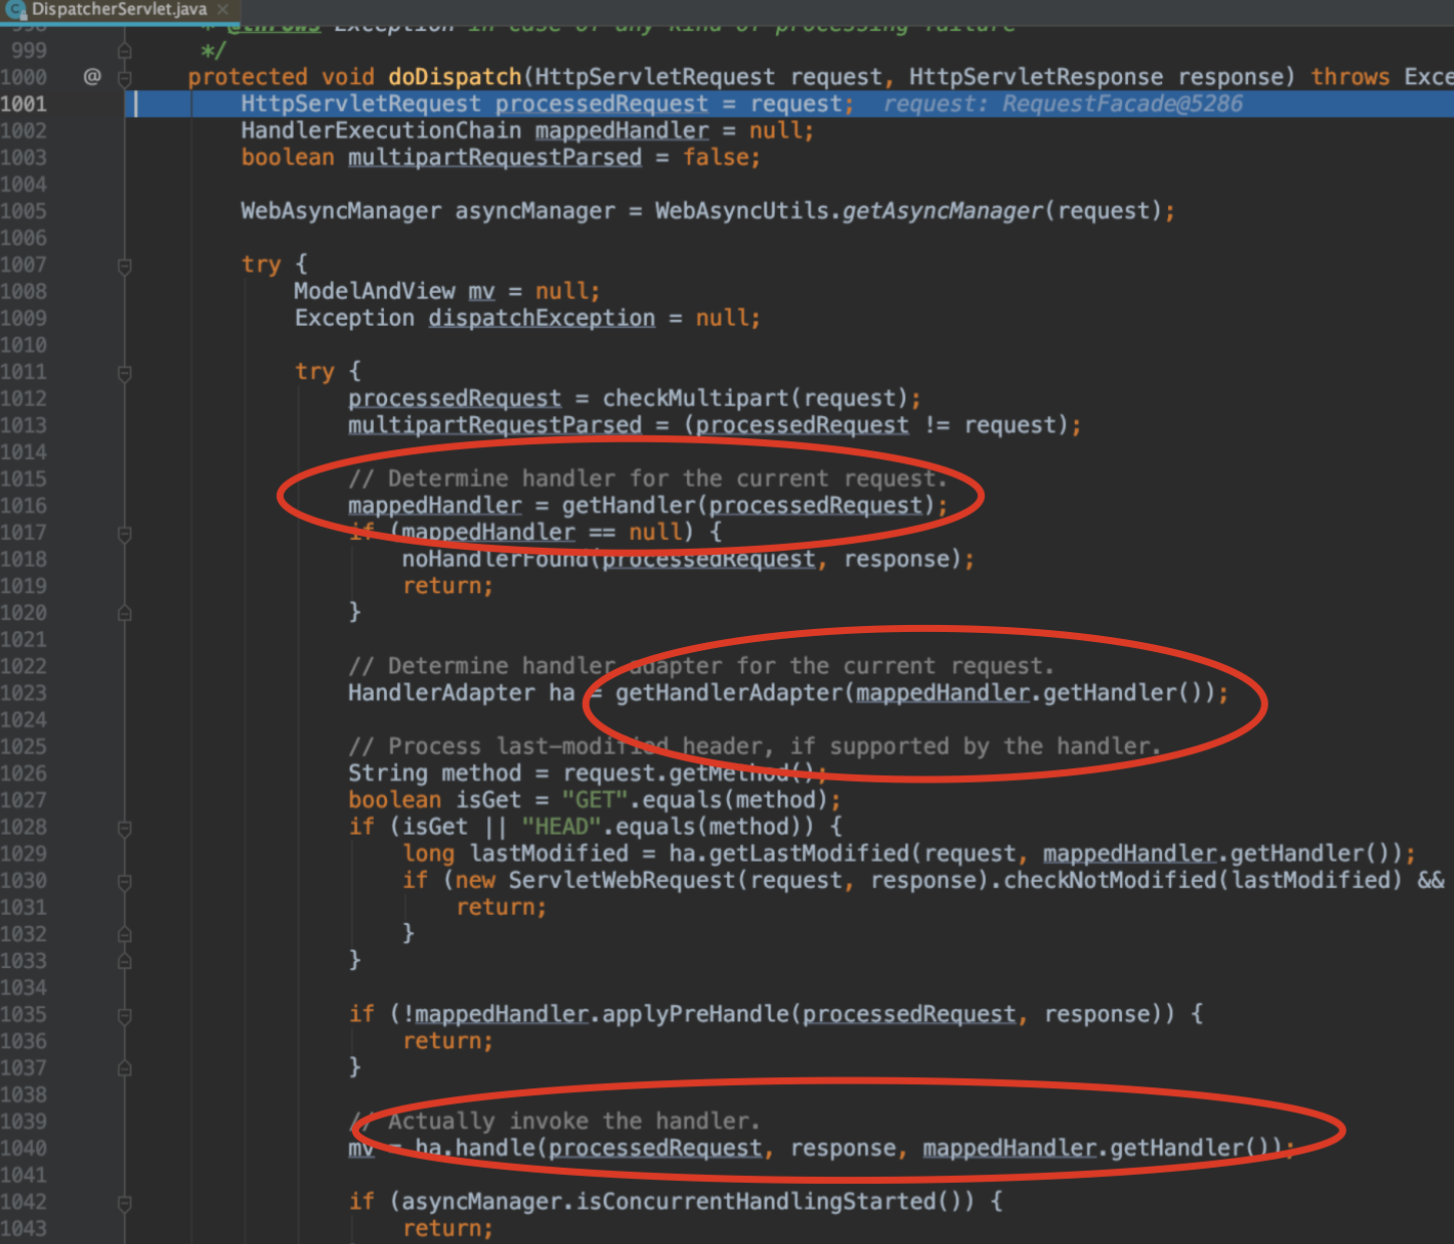 DispatcherServlet.java
998 * @throws Exception in case of any kind of processing failure
999 */
1000 @ protected void doDispatch(HttpServletRequest request, HttpServletResponse response) throws Exce
1001 HttpServletRequest processedRequest = request; request: RequestFacade@5286
1002 HandlerExecutionChain mappedHandler = null;
1003 boolean multipartRequestParsed = false;
1004
1005 WebAsyncManager asyncManager = WebAsyncUtils.getAsyncManager(request);
1006
1007 try {
1008 ModelAndView mv = null;
1009 Exception dispatchException = null;
1010
1011 try {
1012 processedRequest = checkMultipart(request);
1013 multipartRequestParsed = (processedRequest != request);
1014
1015 // Determine handler for the current request.
1016 mappedHandler = getHandler(processedRequest);
1017 if (mappedHandler == null) {
1018 noHandlerFound(processedRequest, response);
1019 return;
1020 }
1021
1022 // Determine handler adapter for the current request.
1023 HandlerAdapter ha = getHandlerAdapter(mappedHandler.getHandler());
1024
1025 // Process last-modified header, if supported by the handler.
1026 String method = request.getMethod();
1027 boolean isGet = "GET".equals(method);
1028 if (isGet || "HEAD".equals(method)) {
1029 long lastModified = ha.getLastModified(request, mappedHandler.getHandler());
1030 if (new ServletWebRequest(request, response).checkNotModified(lastModified) &&
1031 return;
1032 }
1033 }
1034
1035 if (!mappedHandler.applyPreHandle(processedRequest, response)) {
1036 return;
1037 }
1038
1039 // Actually invoke the handler.
1040 mv = ha.handle(processedRequest, response, mappedHandler.getHandler());
1041
1042 if (asyncManager.isConcurrentHandlingStarted()) {
1043 return;